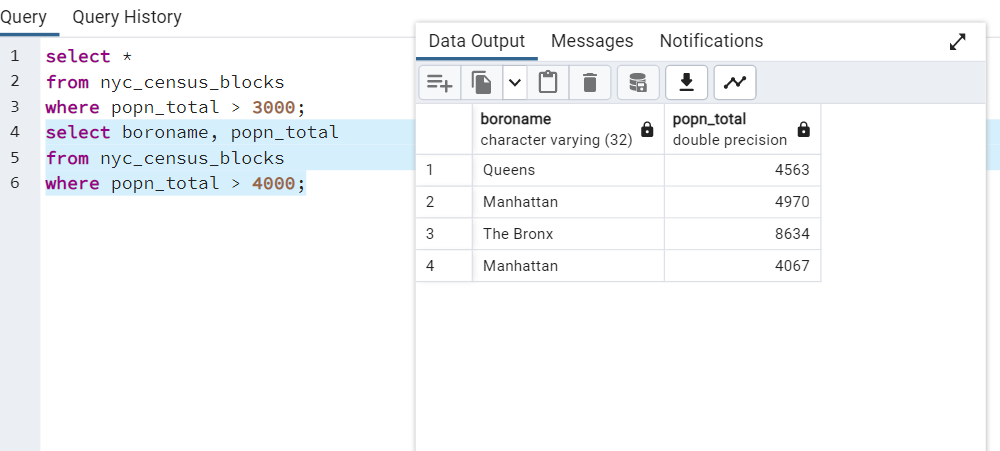 Query Query History
1 select *
2 from nyc_census_blocks
3 where popn_total > 3000;
4 select boroname, popn_total
5 from nyc_census_blocks
6 where popn_total > 4000;
Data Output Messages Notifications
boroname popn_total
character varying (32) double precision
1 Queens 4563
2 Manhattan 4970
3 The Bronx 8634
4 Manhattan 4067